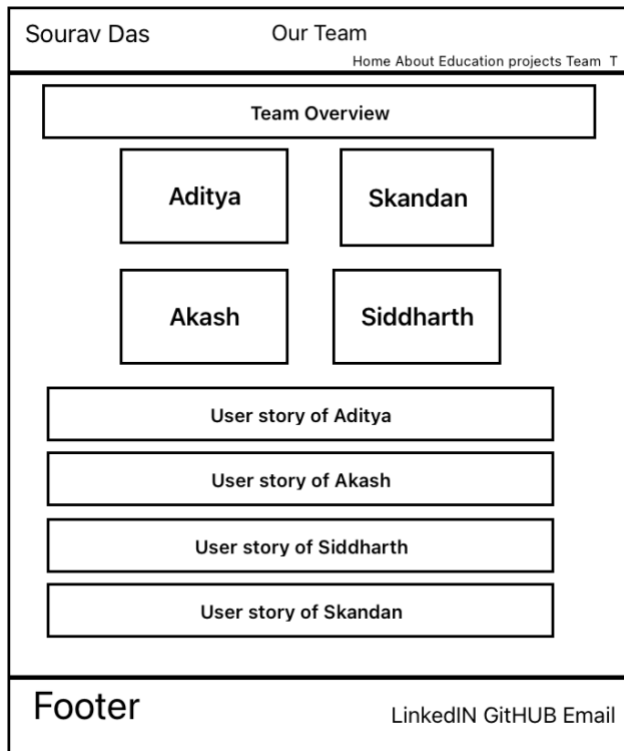 Sourav Das Our Team
Home About Education projects Team T
Team Overview
Aditya Skandan
Akash Siddharth
User story of Aditya
User story of Akash
User story of Siddharth
User story of Skandan
Footer LinkedIN GitHUB Email